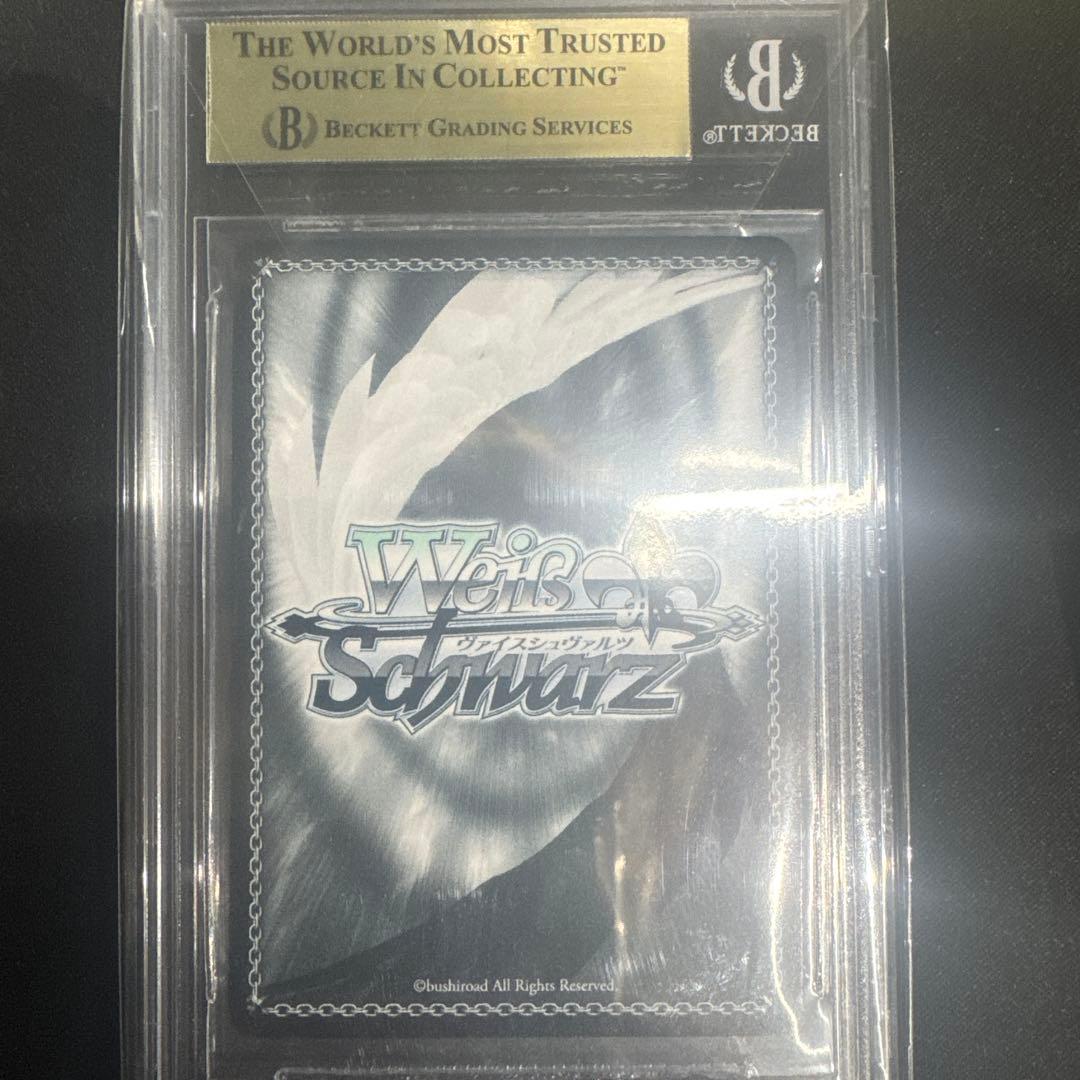 THE WORLD'S MOST TRUSTED
SOURCE IN COLLECTING™
B BECKETT GRADING SERVICES
B
BECKETT®
Weiß
ヴァイスシュヴァルツ
Schwarz
©bushiroad All Rights Reserved.